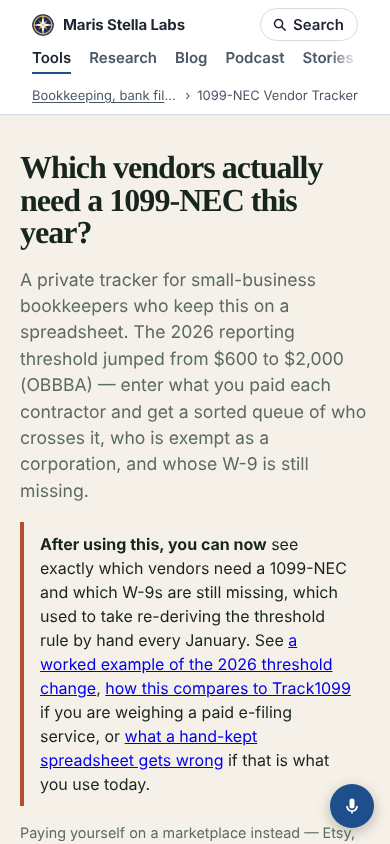 Maris Stella Labs
Search
Tools Research Blog Podcast Stories
Bookkeeping, bank fil... › 1099-NEC Vendor Tracker
Which vendors actually
need a 1099-NEC this
year?
A private tracker for small-business
bookkeepers who keep this on a
spreadsheet. The 2026 reporting
threshold jumped from $600 to $2,000
(OBBBA) — enter what you paid each
contractor and get a sorted queue of who
crosses it, who is exempt as a
corporation, and whose W-9 is still
missing.
After using this, you can now see
exactly which vendors need a 1099-NEC
and which W-9s are still missing, which
used to take re-deriving the threshold
rule by hand every January. See a
worked example of the 2026 threshold
change, how this compares to Track1099
if you are weighing a paid e-filing
service, or what a hand-kept
spreadsheet gets wrong if that is what
you use today.
Paying yourself on a marketplace instead — Etsy,